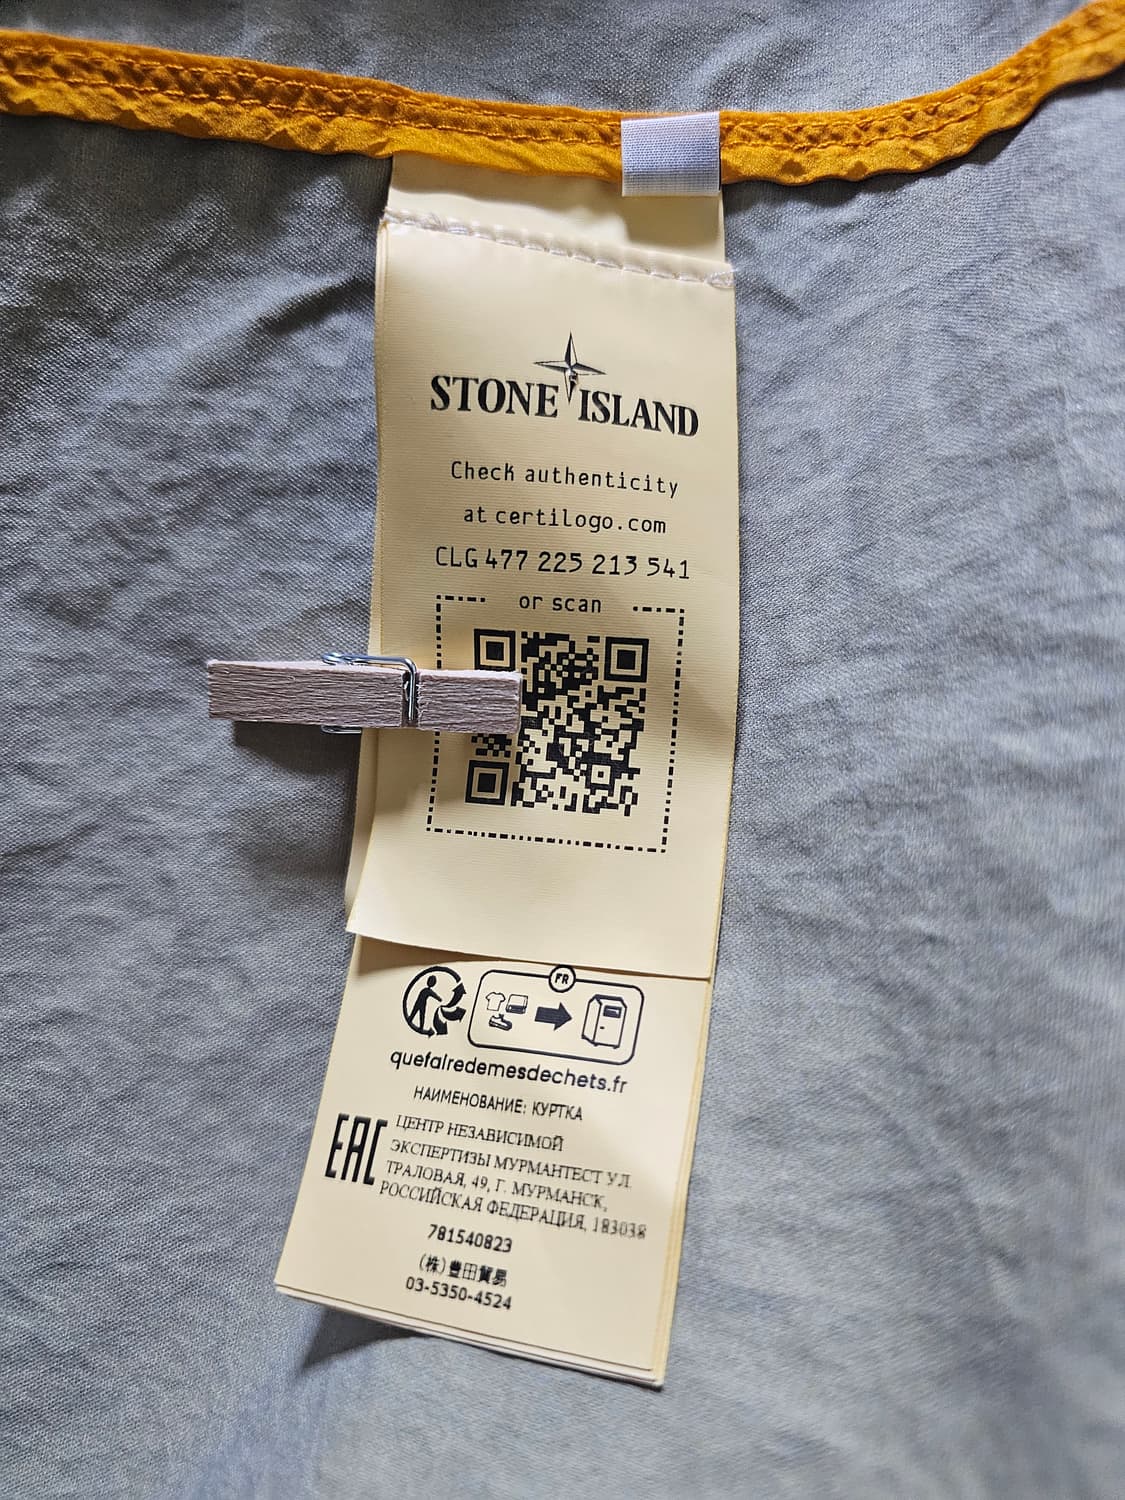 STONE ISLAND
Check authenticity
at certilogo.com
CLG 477 225 213 541
or scan
FR
quefairedemesdechets.fr
НАИМЕНОВАНИЕ: КУРТКА
EAC
ЦЕНТР НЕЗАВИСИМОЙ
ЭКСПЕРТИЗЫ МУРМАНТЕСТ УЛ.
ТРАЛОВАЯ, 49, Г. МУРМАНСК,
РОССИЙСКАЯ ФЕДЕРАЦИЯ, 183038
781540823
(株)豊田貿易
03-5350-4524